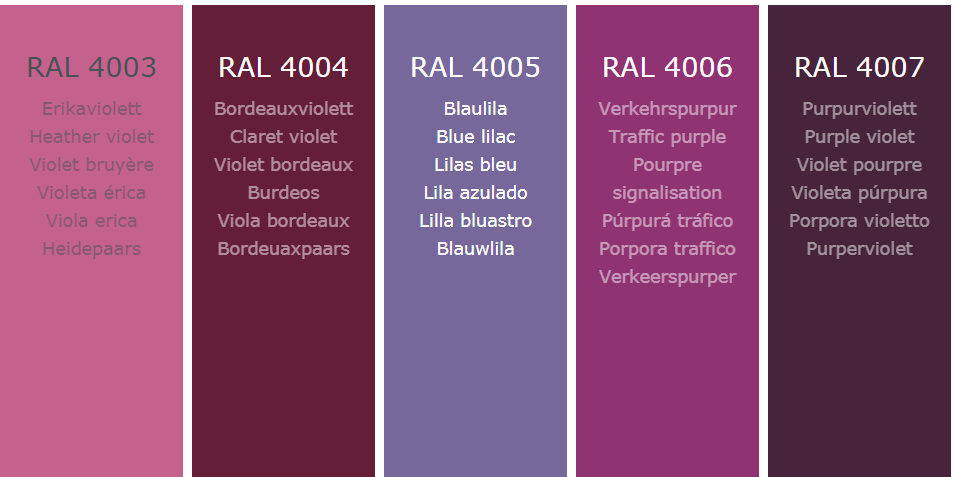 RAL 4003
Erikaviolett
Heather violet
Violet bruyère
Violeta érica
Viola erica
Heidepaars
RAL 4004
Bordeauxviolett
Claret violet
Violet bordeaux
Burdeos
Viola bordeaux
Bordeuaxpaars
RAL 4005
Blaulila
Blue lilac
Lilas bleu
Lila azulado
Lilla bluastro
Blauwlila
RAL 4006
Verkehrspurpur
Traffic purple
Pourpre
signalisation
Púrpurá tráfico
Porpora traffico
Verkeerspurper
RAL 4007
Purpurviolett
Purple violet
Violet pourpre
Violeta púrpura
Porpora violetto
Purperviolet